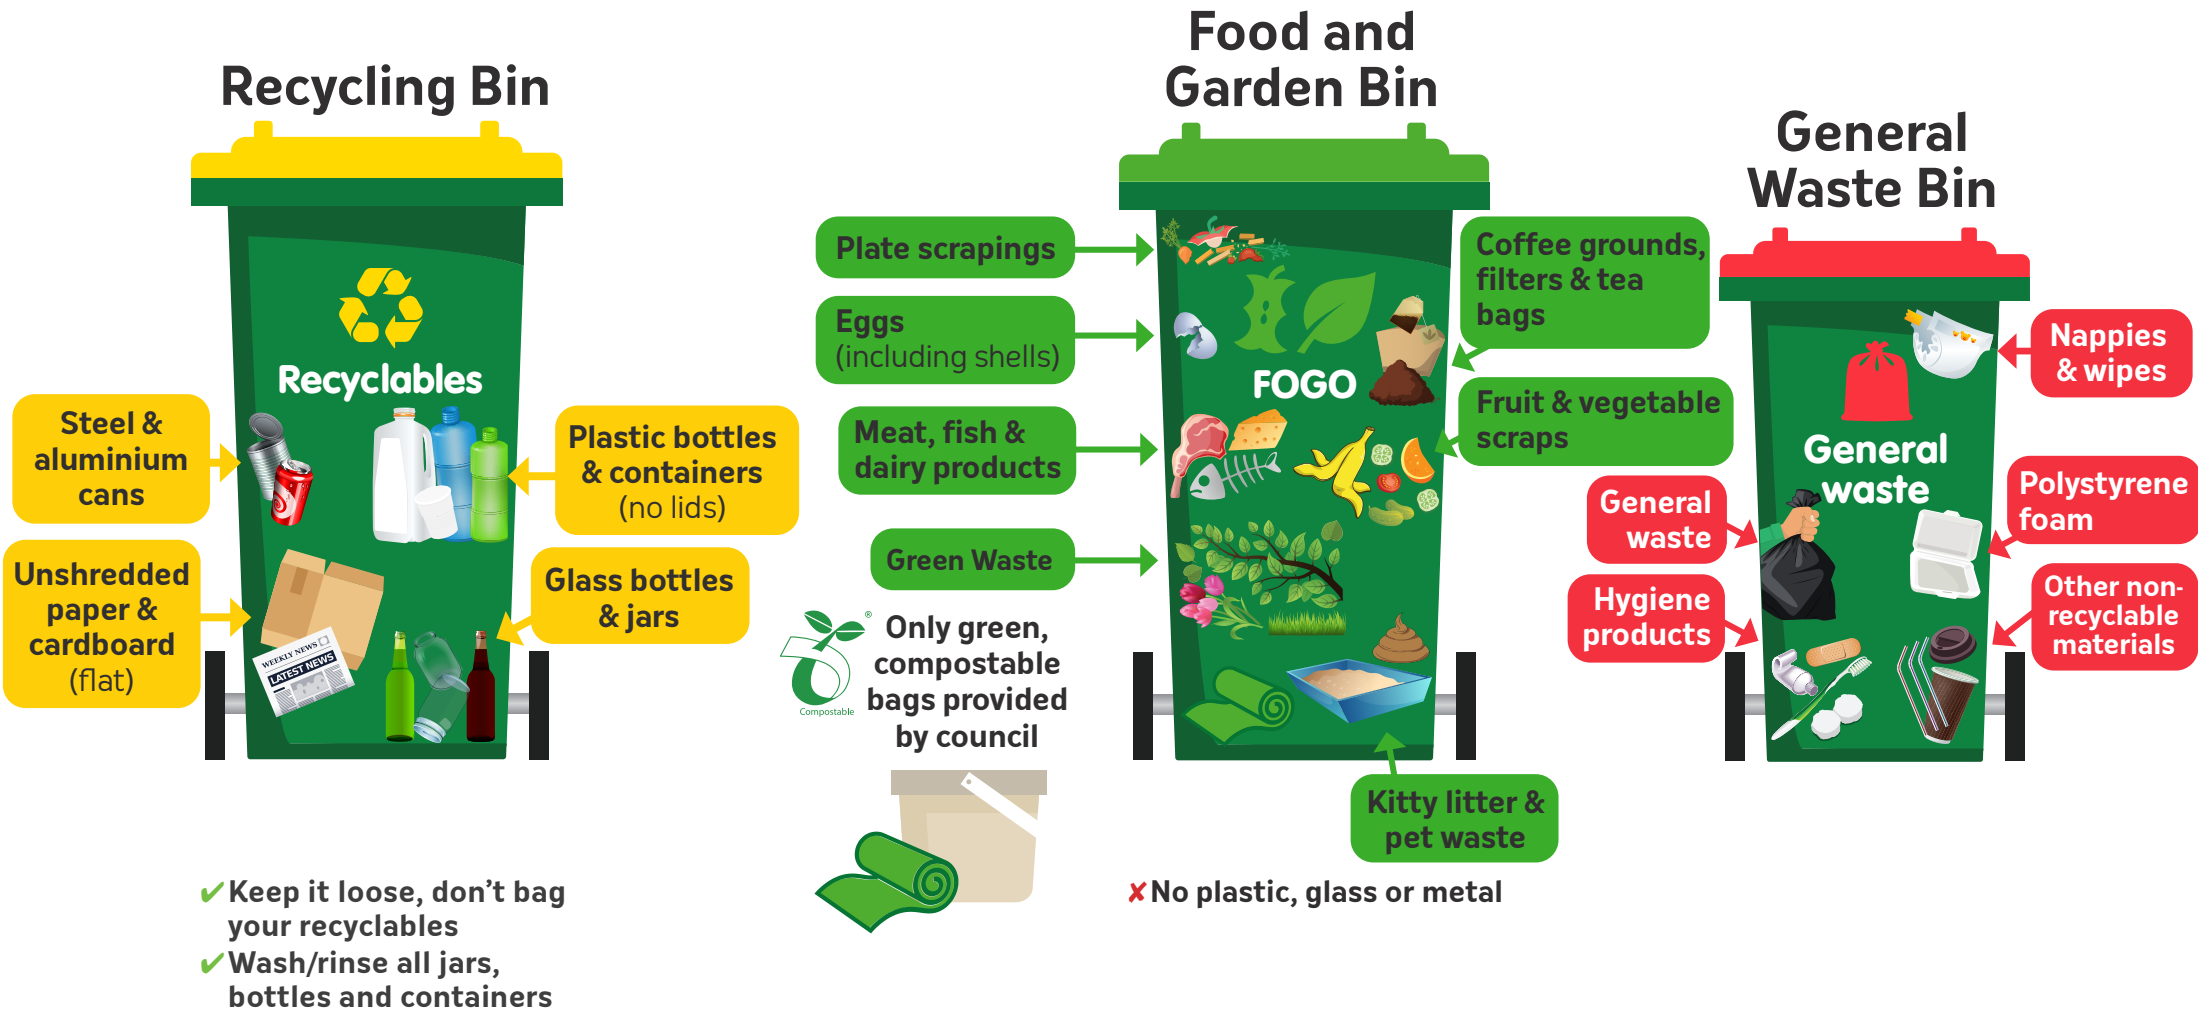 Recycling Bin
Recyclables
Steel &
aluminium
cans
Unshredded
paper &
cardboard
(flat)
Plastic bottles
& containers
(no lids)
Glass bottles
& jars
WEEKLY NEWS
LATEST NEWS
✔Keep it loose, don’t bag
your recyclables
✔Wash/rinse all jars,
bottles and containers
Food and
Garden Bin
FOGO
Plate scrapings
Eggs
(including shells)
Meat, fish &
dairy products
Green Waste
Coffee grounds,
filters & tea
bags
Fruit & vegetable
scraps
Kitty litter &
pet waste
®
Compostable
Only green,
compostable
bags provided
by council
✘No plastic, glass or metal
General
Waste Bin
General
waste
Nappies
& wipes
General
waste
Polystyrene
foam
Hygiene
products
Other non-
recyclable
materials